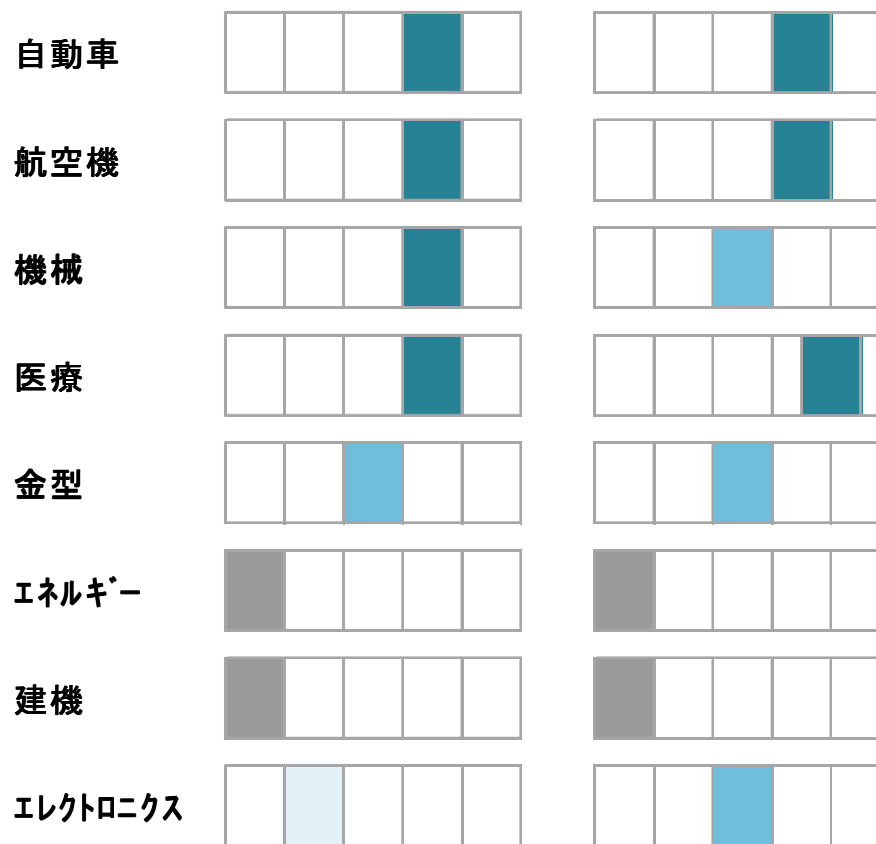 自動車
航空機
機械
医療
金型
ｴﾈﾙｷﾞｰ
建機
ｴﾚｸﾄﾛﾆｸｽ